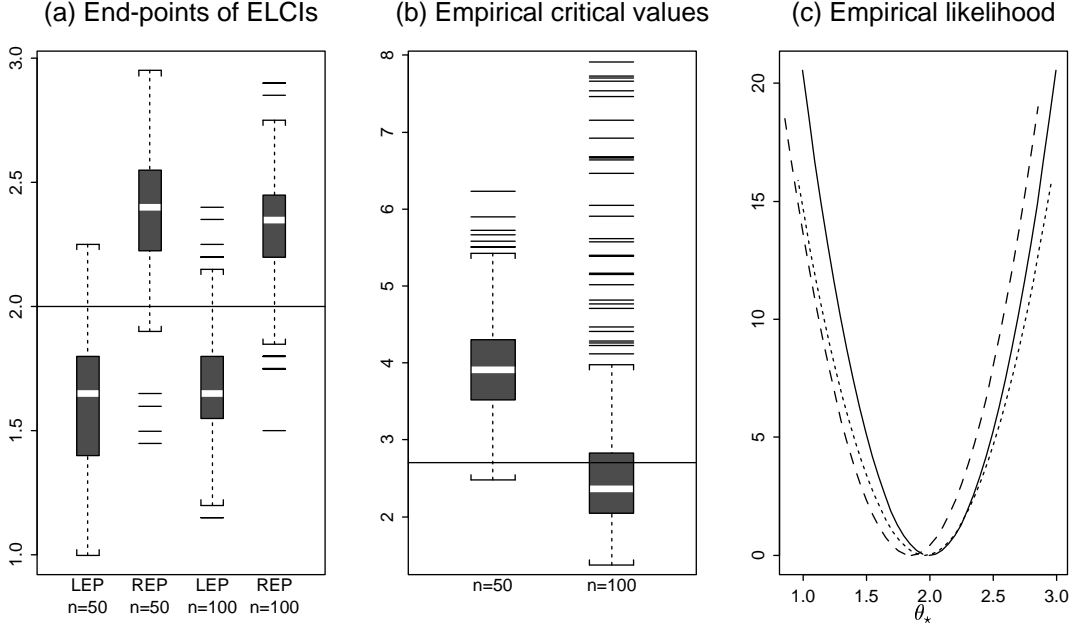 (a) End-points of ELCIs
3.0
2.5
2.0
1.5
1.0
LEP REP LEP REP
n=50 n=50 n=100 n=100
(b) Empirical critical values
8
7
6
5
4
3
2
n=50 n=100
(c) Empirical likelihood
20
15
10
5
0
1.0 1.5 2.0 2.5 3.0
θ⋆